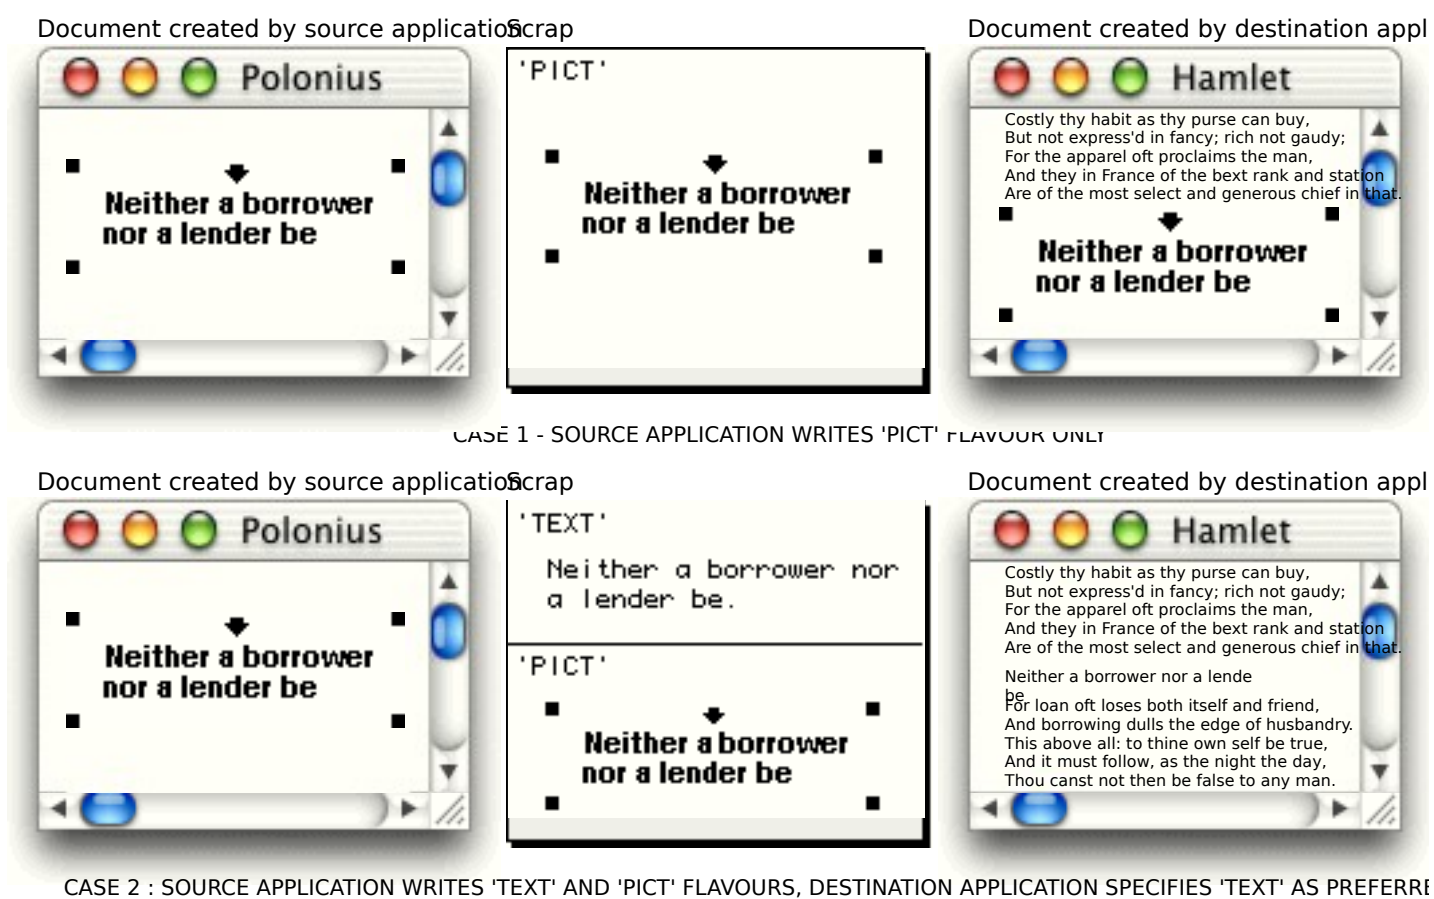 Document created by source application
Scrap
Document created by destination appl
Polonius
Neither a borrower
nor a lender be
'PICT'
Neither a borrower
nor a lender be
Hamlet
Costly thy habit as thy purse can buy,
But not express'd in fancy; rich not gaudy;
For the apparel oft proclaims the man,
And they in France of the bext rank and station
Are of the most select and generous chief in that.
Neither a borrower
nor a lender be
CASE 1 - SOURCE APPLICATION WRITES 'PICT' FLAVOUR ONLY
Document created by source application
Scrap
Document created by destination appl
Polonius
Neither a borrower
nor a lender be
'TEXT'
Neither a borrower nor
a lender be.
'PICT'
Neither a borrower
nor a lender be
Hamlet
Costly thy habit as thy purse can buy,
But not express'd in fancy; rich not gaudy;
For the apparel oft proclaims the man,
And they in France of the bext rank and station
Are of the most select and generous chief in that.
Neither a borrower nor a lende
be
For loan oft loses both itself and friend,
And borrowing dulls the edge of husbandry.
This above all: to thine own self be true,
And it must follow, as the night the day,
Thou canst not then be false to any man.
CASE 2 : SOURCE APPLICATION WRITES 'TEXT' AND 'PICT' FLAVOURS, DESTINATION APPLICATION SPECIFIES 'TEXT' AS PREFERRE